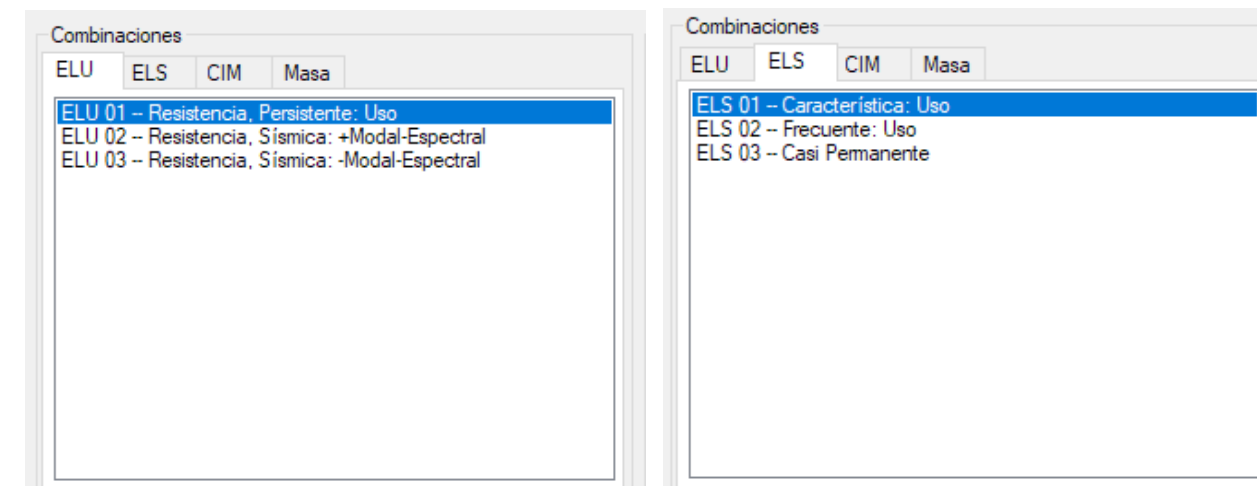 Combinaciones
ELU ELS CIM Masa
ELU 01 -- Resistencia, Persistente: Uso
ELU 02 -- Resistencia, Sísmica: +Modal-Espectral
ELU 03 -- Resistencia, Sísmica: -Modal-Espectral
Combinaciones
ELU ELS CIM Masa
ELS 01 -- Característica: Uso
ELS 02 -- Frecuente: Uso
ELS 03 -- Casi Permanente